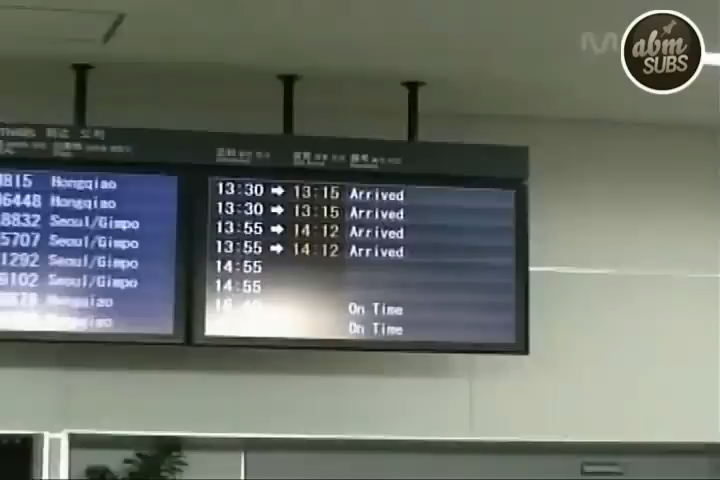 abm
SUBS
815 Hongqiao 13:30 ➡ 13:15 Arrived
6448 Hongqiao 13:30 ➡ 13:15 Arrived
8832 Seoul/Gimpo 13:55 ➡ 14:12 Arrived
5707 Seoul/Gimpo 13:55 ➡ 14:12 Arrived
1292 Seoul/Gimpo 14:55
9102 Seoul/Gimpo 14:55
Hongqiao On Time
On Time